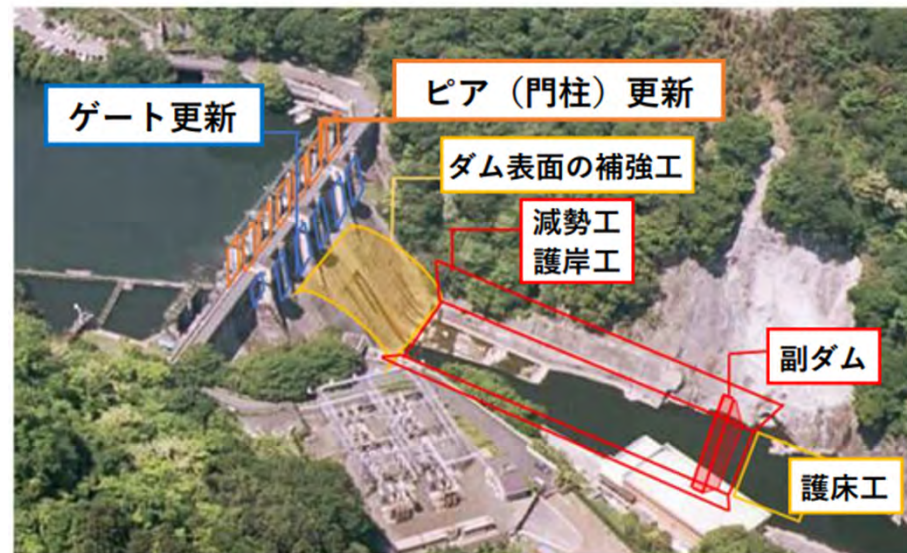 ピア（門柱）更新
ゲート更新
ダム表面の補強工
減勢工
護岸工
副ダム
護床工